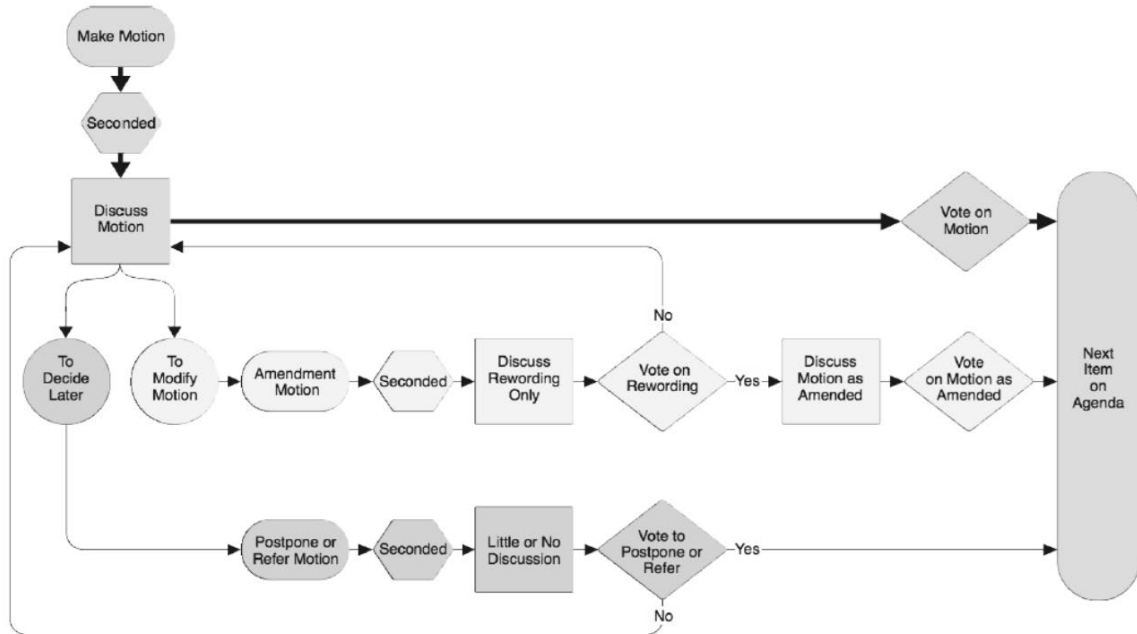 Make Motion
Seconded
Discuss
Motion
Vote on
Motion
No
To
Decide
Later
To
Modify
Motion
Amendment
Motion
Seconded
Discuss
Rewording
Only
Vote on
Rewording
Yes
Discuss
Motion as
Amended
Vote
on Motion as
Amended
Next
Item
on
Agenda
Postpone or
Refer Motion
Seconded
Little or No
Discussion
Vote to
Postpone or
Refer
Yes
No